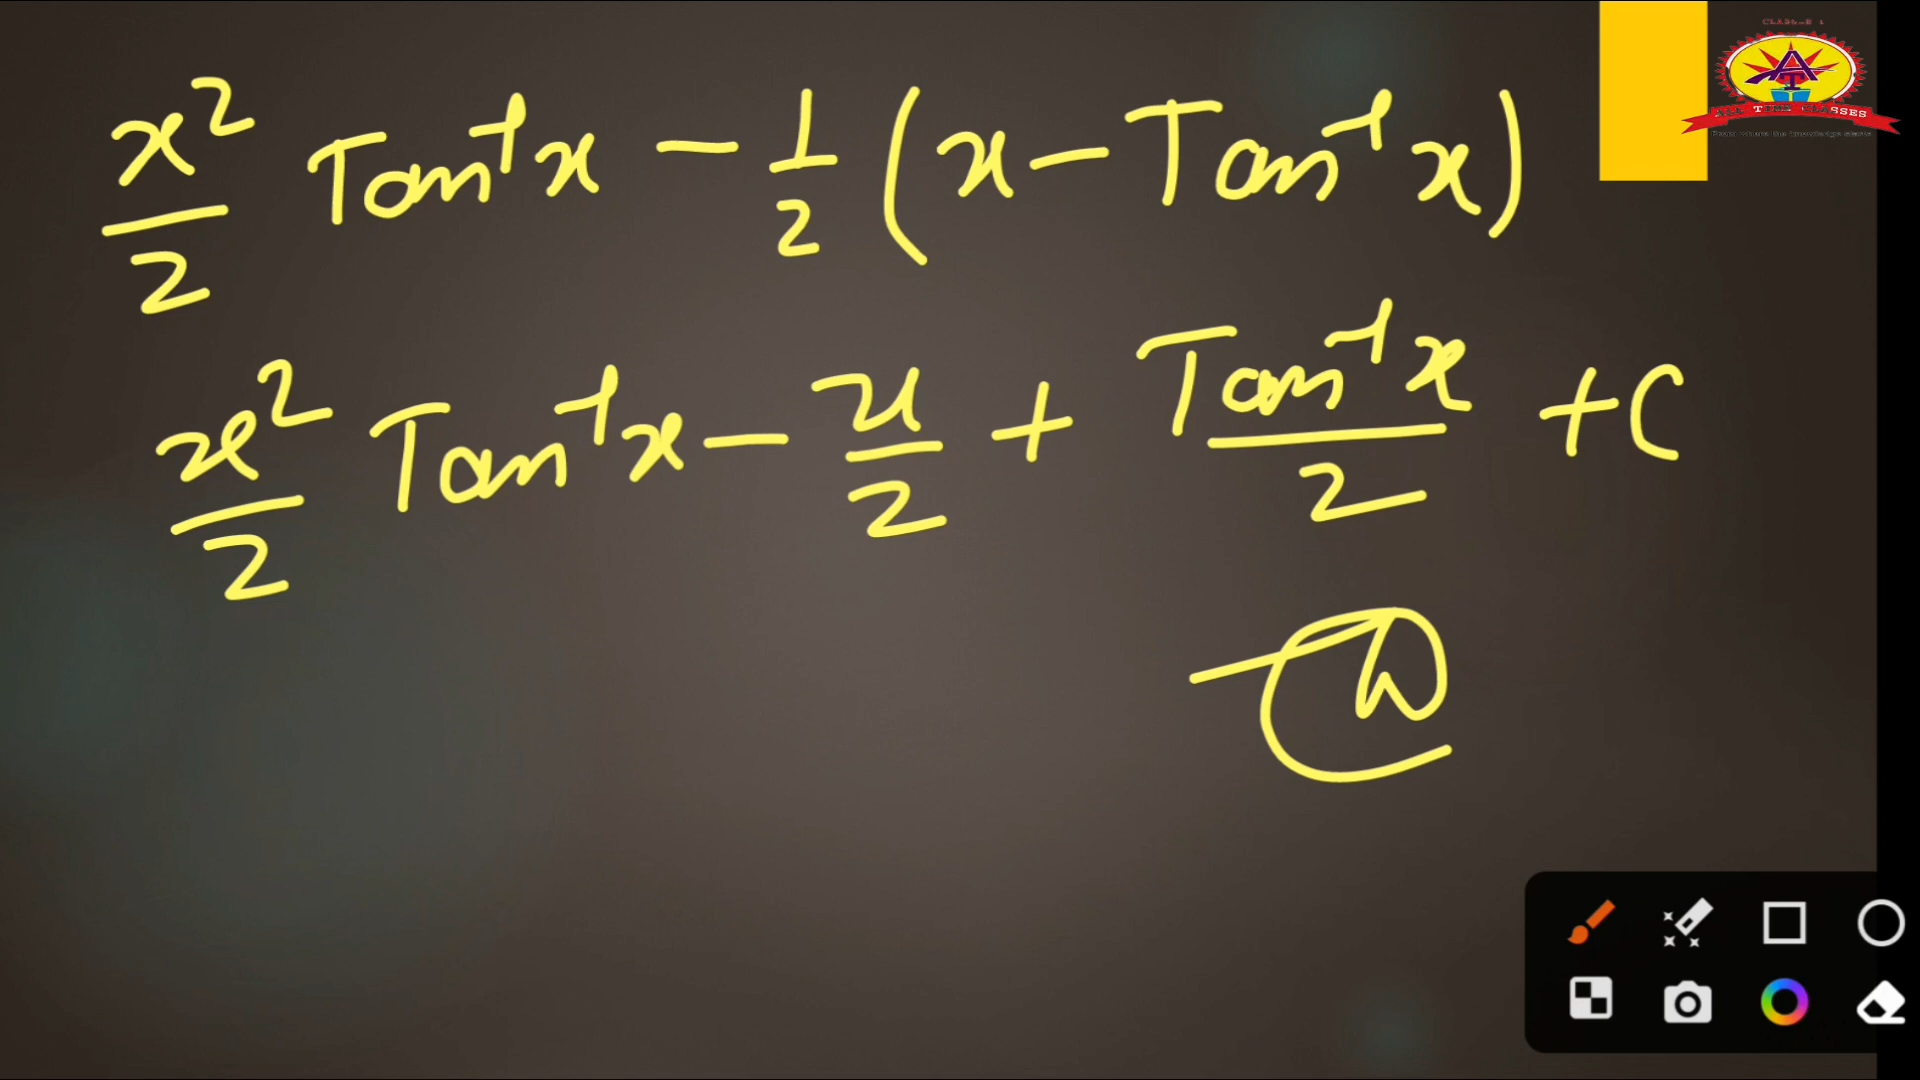 x²/2 Tan⁻¹x − 1/2 (x − Tan⁻¹x)
x²/2 Tan⁻¹x − x/2 + Tan⁻¹x/2 + C